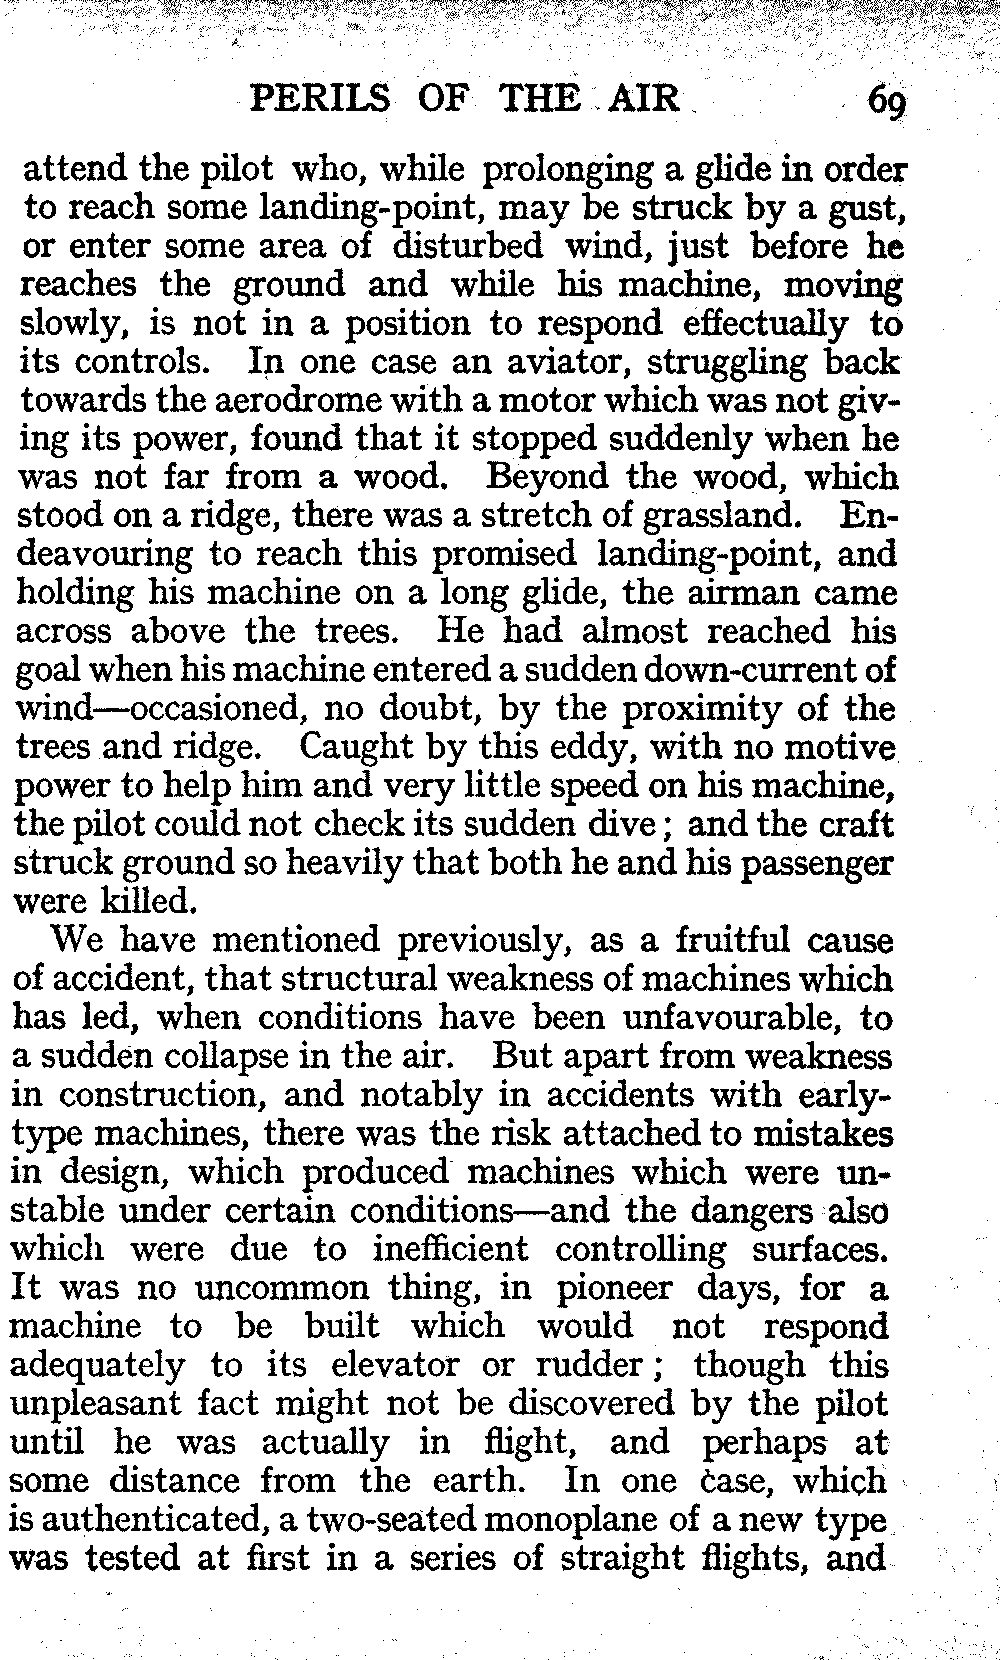 PERILS OF THE AIR 69
attend the pilot who, while prolonging a glide in order
to reach some landing-point, may be struck by a gust,
or enter some area of disturbed wind, just before he
reaches the ground and while his machine, moving
slowly, is not in a position to respond effectually to
its controls. In one case an aviator, struggling back
towards the aerodrome with a motor which was not giv-
ing its power, found that it stopped suddenly when he
was not far from a wood. Beyond the wood, which
stood on a ridge, there was a stretch of grassland. En-
deavouring to reach this promised landing-point, and
holding his machine on a long glide, the airman came
across above the trees. He had almost reached his
goal when his machine entered a sudden down-current of
wind—occasioned, no doubt, by the proximity of the
trees and ridge. Caught by this eddy, with no motive
power to help him and very little speed on his machine,
the pilot could not check its sudden dive; and the craft
struck ground so heavily that both he and his passenger
were killed.
We have mentioned previously, as a fruitful cause
of accident, that structural weakness of machines which
has led, when conditions have been unfavourable, to
a sudden collapse in the air. But apart from weakness
in construction, and notably in accidents with early-
type machines, there was the risk attached to mistakes
in design, which produced machines which were un-
stable under certain conditions—and the dangers also
which were due to inefficient controlling surfaces.
It was no uncommon thing, in pioneer days, for a
machine to be built which would not respond
adequately to its elevator or rudder; though this
unpleasant fact might not be discovered by the pilot
until he was actually in flight, and perhaps at
some distance from the earth. In one case, which
is authenticated, a two-seated monoplane of a new type
was tested at first in a series of straight flights, and